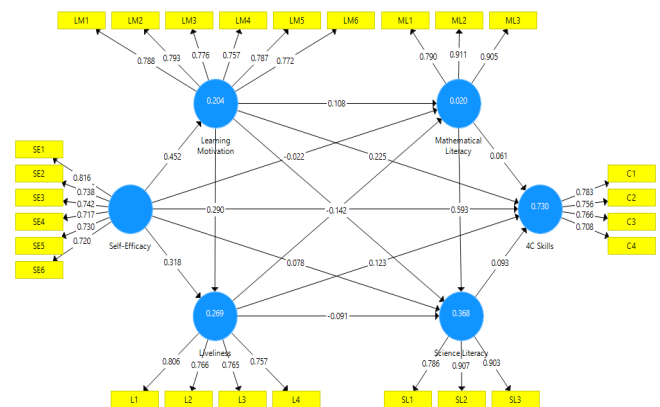 LM1 LM2 LM3 LM4 LM5 LM6 ML1 ML2 ML3
0.788 0.793 0.776 0.757 0.787 0.772 0.790 0.911 0.905
0.204 0.108 0.020
Learning
Motivation
Mathematical
Literacy
SE1
SE2
SE3
SE4
SE5
SE6
0.816
0.738
0.742
0.717
0.730
0.720
0.452 -0.022 0.225 0.061
C1
C2
C3
C4
0.783
0.756
0.766
0.708
0.290 -0.142 0.593 0.730
Self-Efficacy
4C Skills
0.318 0.078 0.123 0.093
0.269 -0.091 0.368
Liveliness
Science Literacy
0.806 0.766 0.765 0.757 0.786 0.907 0.903
L1 L2 L3 L4 SL1 SL2 SL3